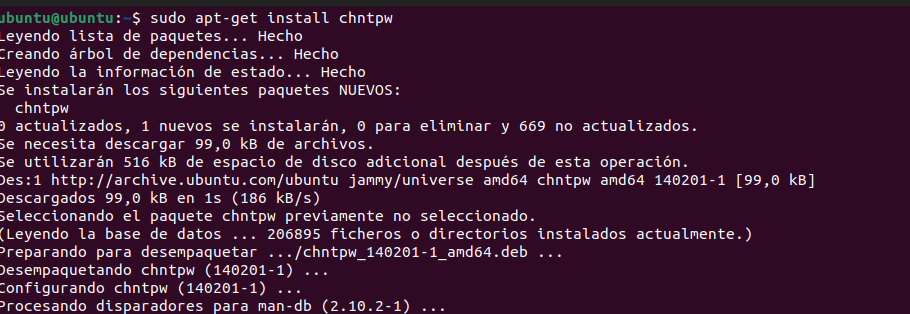 ubuntu@ubuntu:~$ sudo apt-get install chntpw
Leyendo lista de paquetes... Hecho
Creando árbol de dependencias... Hecho
Leyendo la información de estado... Hecho
Se instalarán los siguientes paquetes NUEVOS:
  chntpw
0 actualizados, 1 nuevos se instalarán, 0 para eliminar y 669 no actualizados.
Se necesita descargar 99,0 kB de archivos.
Se utilizarán 516 kB de espacio de disco adicional después de esta operación.
Des:1 http://archive.ubuntu.com/ubuntu jammy/universe amd64 chntpw amd64 140201-1 [99,0 kB]
Descargados 99,0 kB en 1s (186 kB/s)
Seleccionando el paquete chntpw previamente no seleccionado.
(Leyendo la base de datos ... 206895 ficheros o directorios instalados actualmente.)
Preparando para desempaquetar .../chntpw_140201-1_amd64.deb ...
Desempaquetando chntpw (140201-1) ...
Configurando chntpw (140201-1) ...
Procesando disparadores para man-db (2.10.2-1) ...